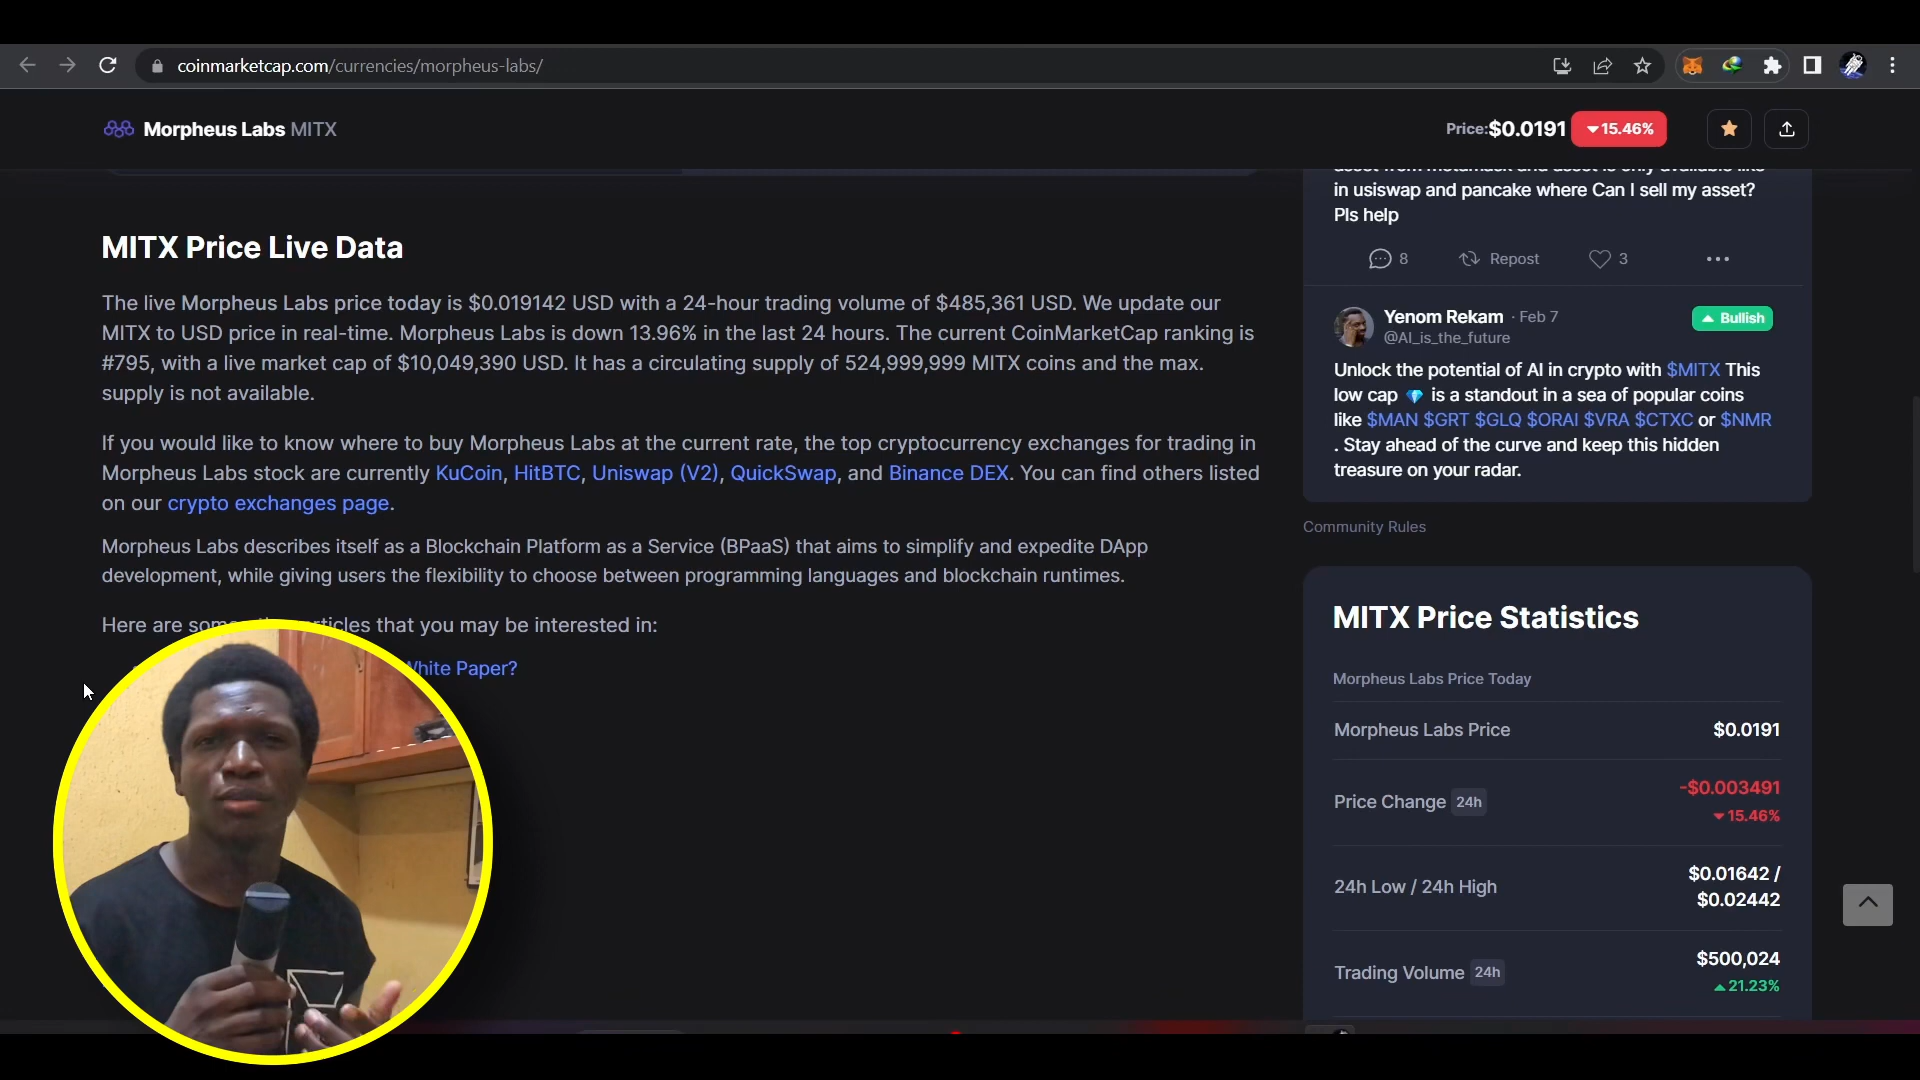 coinmarketcap.com/currencies/morpheus-labs/
Morpheus Labs MITX
Price:$0.0191
15.46%
MITX Price Live Data
The live Morpheus Labs price today is $0.019142 USD with a 24-hour trading volume of $485,361 USD. We update our
MITX to USD price in real-time. Morpheus Labs is down 13.96% in the last 24 hours. The current CoinMarketCap ranking is
#795, with a live market cap of $10,049,390 USD. It has a circulating supply of 524,999,999 MITX coins and the max.
supply is not available.
If you would like to know where to buy Morpheus Labs at the current rate, the top cryptocurrency exchanges for trading in
Morpheus Labs stock are currently KuCoin, HitBTC, Uniswap (V2), QuickSwap, and Binance DEX. You can find others listed
on our crypto exchanges page.
Morpheus Labs describes itself as a Blockchain Platform as a Service (BPaaS) that aims to simplify and expedite DApp
development, while giving users the flexibility to choose between programming languages and blockchain runtimes.
Here are that you may be interested in:
White Paper?
asset from metamask and asset is only available like
in usiswap and pancake where Can I sell my asset?
Pls help
8
Repost
3
Yenom Rekam · Feb 7
Bullish
@AI_is_the_future
Unlock the potential of AI in crypto with $MITX This
low cap 💎 is a standout in a sea of popular coins
like $MAN $GRT $GLQ $ORAI $VRA $CTXC or $NMR
. Stay ahead of the curve and keep this hidden
treasure on your radar.
Community Rules
MITX Price Statistics
Morpheus Labs Price Today
Morpheus Labs Price
$0.0191
Price Change 24h
-$0.003491
15.46%
24h Low / 24h High
$0.01642 /
$0.02442
Trading Volume 24h
$500,024
21.23%